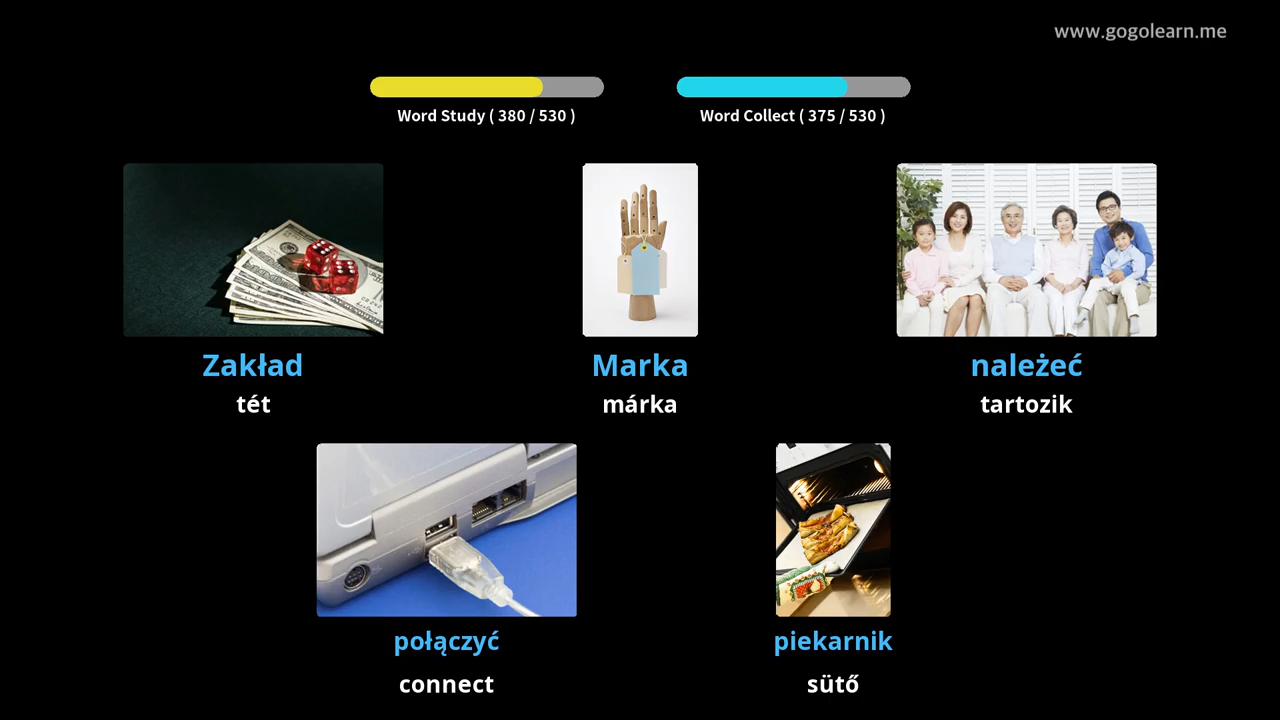 www.gogolearn.me
Word Study ( 380 / 530 )
Word Collect ( 375 / 530 )
Zakład
tét
Marka
márka
należeć
tartozik
połączyć
connect
piekarnik
sütő